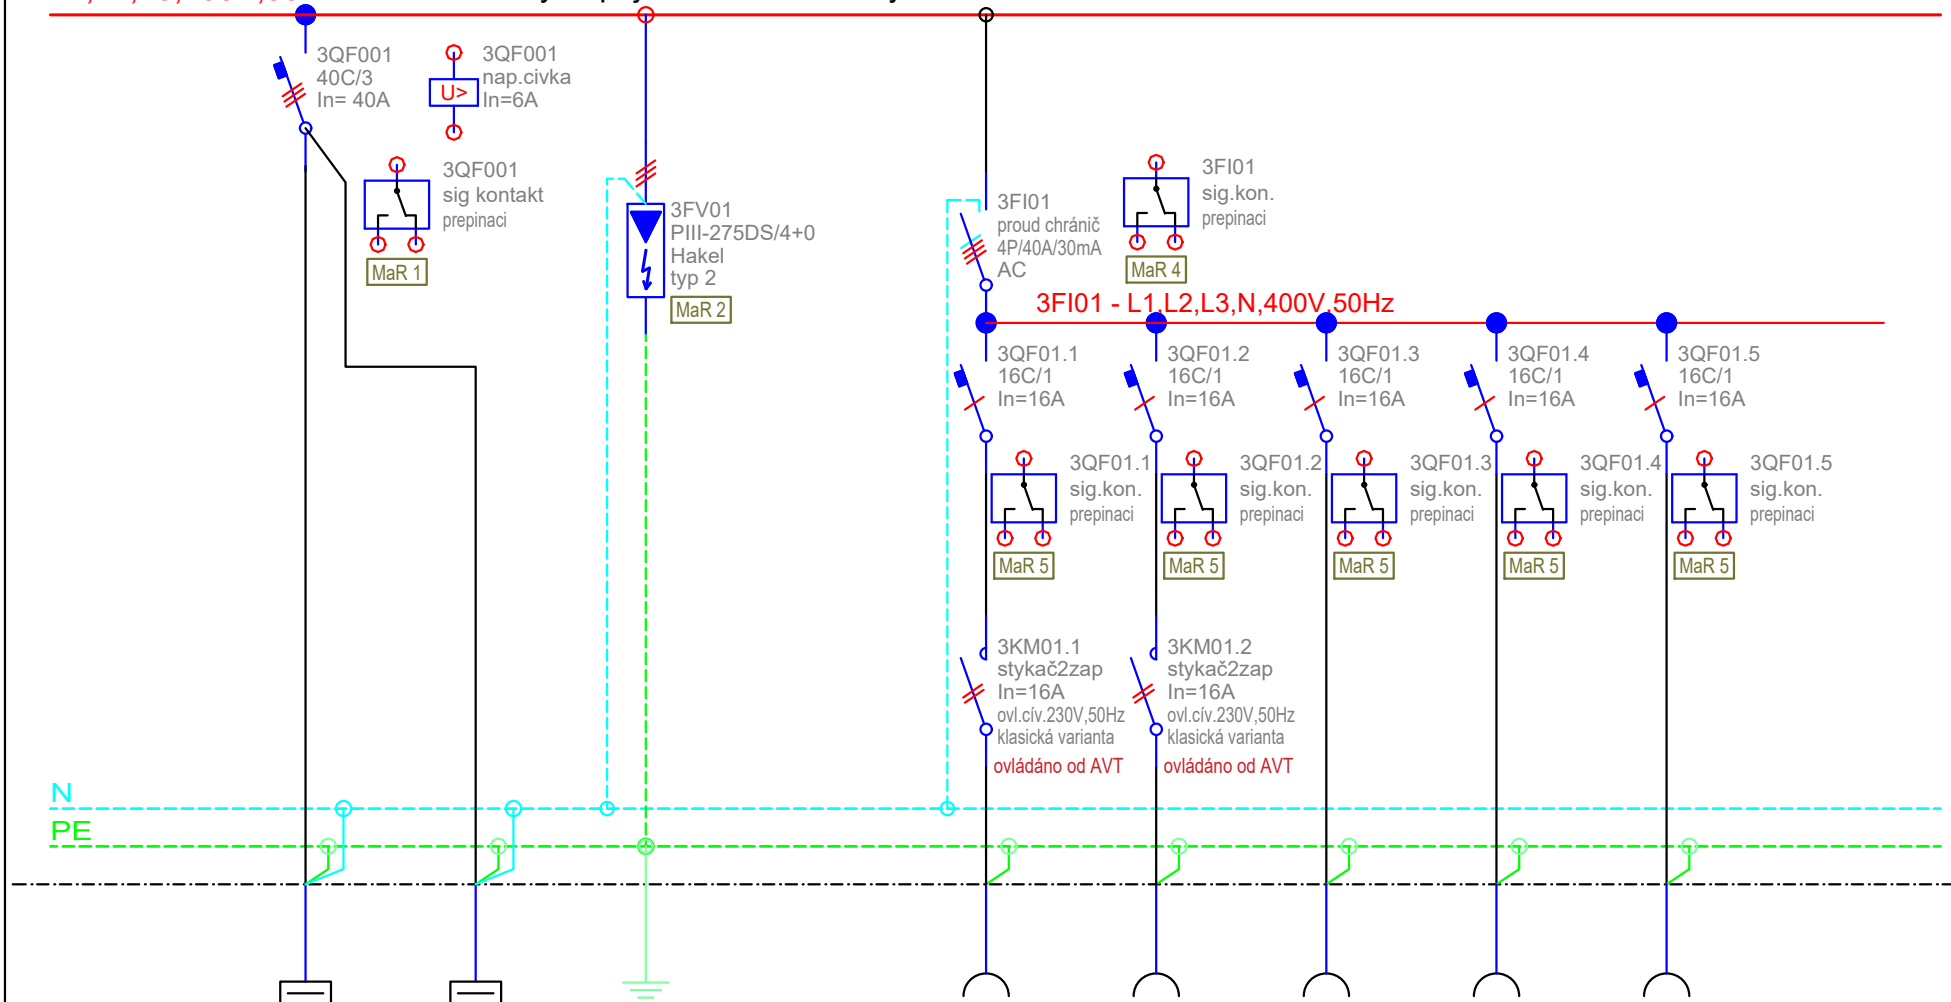 3QF001
40C/3
In= 40A
3QF001
nap.civka
In=6A
U>
3QF001
sig kontakt
prepinaci
MaR 1
3FV01
PIII-275DS/4+0
Hakel
typ 2
MaR 2
3FI01
proud chránič
4P/40A/30mA
AC
3FI01
sig.kon.
prepinaci
MaR 4
3FI01 - L1,L2,L3,N,400V,50Hz
3QF01.1
16C/1
In=16A
3QF01.2
16C/1
In=16A
3QF01.3
16C/1
In=16A
3QF01.4
16C/1
In=16A
3QF01.5
16C/1
In=16A
3QF01.1
sig.kon.
prepinaci
MaR 5
3QF01.2
sig.kon.
prepinaci
MaR 5
3QF01.3
sig.kon.
prepinaci
MaR 5
3QF01.4
sig.kon.
prepinaci
MaR 5
3QF01.5
sig.kon.
prepinaci
MaR 5
3KM01.1
stykač2zap
In=16A
ovl.cív.230V,50Hz
klasická varianta
ovládáno od AVT
3KM01.2
stykač2zap
In=16A
ovl.cív.230V,50Hz
klasická varianta
ovládáno od AVT
N
PE